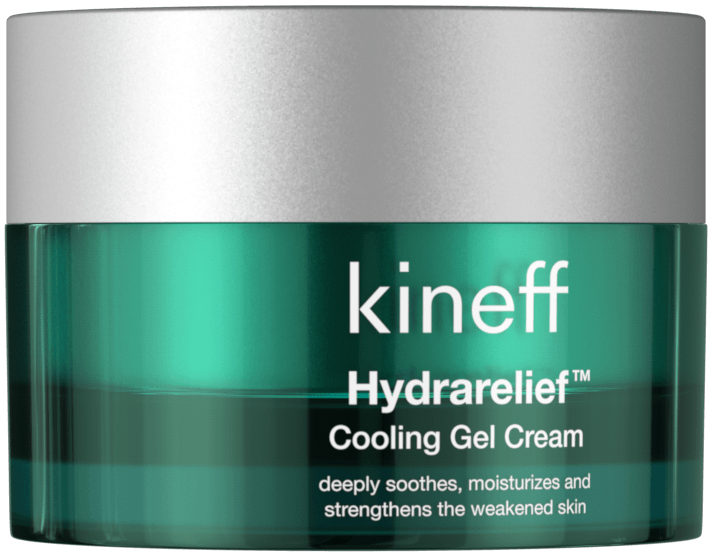 kineff
Hydrarelief™
Cooling Gel Cream
deeply soothes, moisturizes and
strengthens the weakened skin